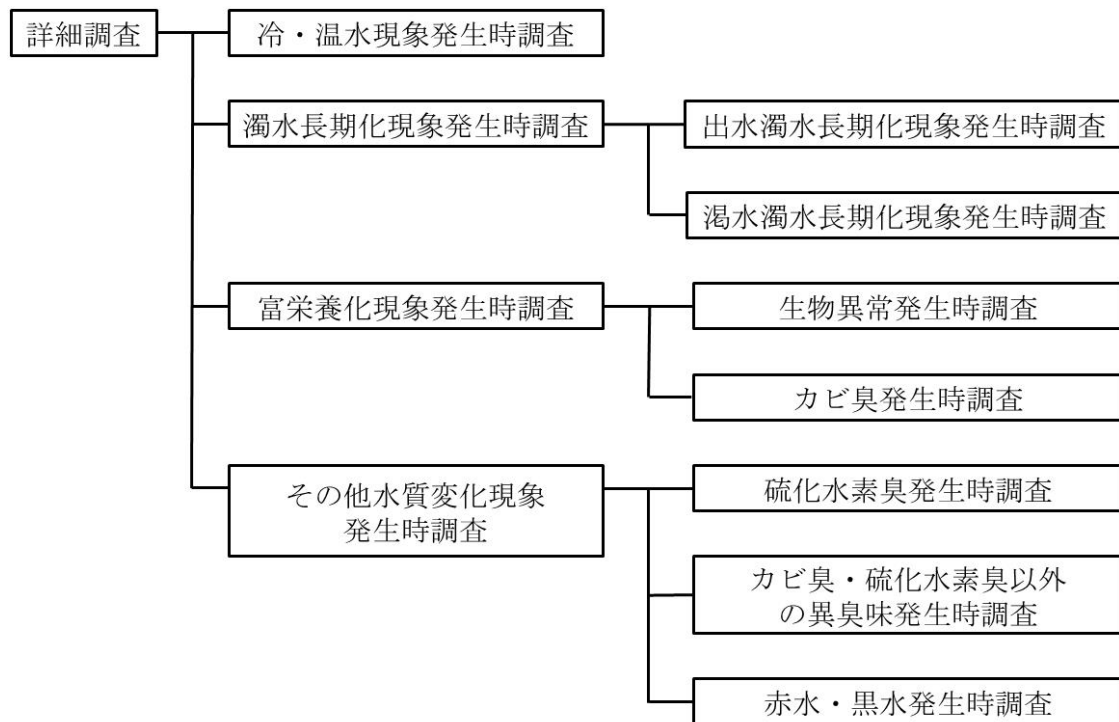 詳細調査
冷・温水現象発生時調査
濁水長期化現象発生時調査
出水濁水長期化現象発生時調査
渇水濁水長期化現象発生時調査
富栄養化現象発生時調査
生物異常発生時調査
カビ臭発生時調査
その他水質変化現象
発生時調査
硫化水素臭発生時調査
カビ臭・硫化水素臭以外
の異臭味発生時調査
赤水・黒水発生時調査